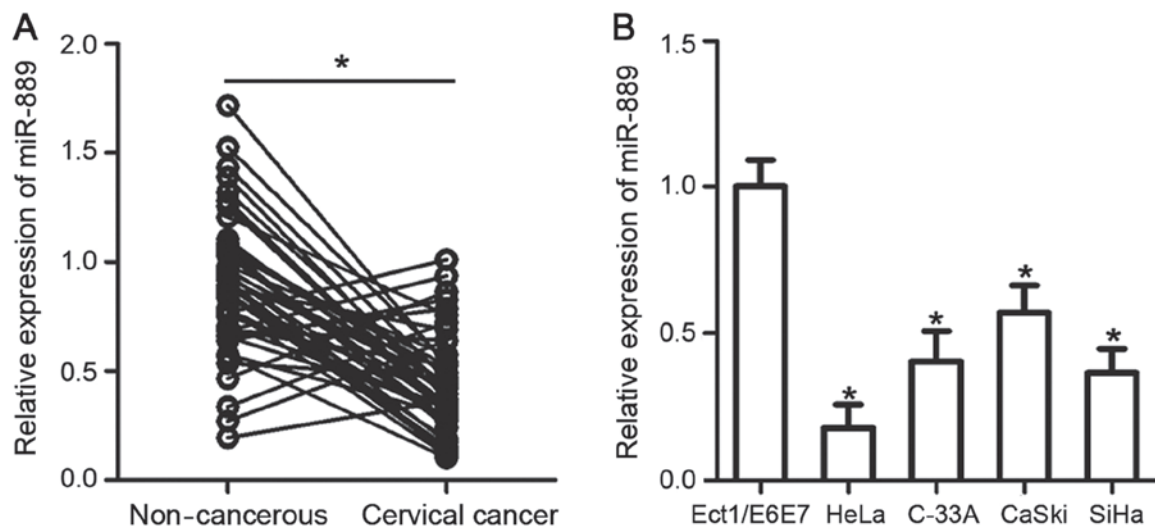 A
Relative expression of miR-889
2.0
1.5
1.0
0.5
0.0
*
Non-cancerous Cervical cancer
B
Relative expression of miR-889
1.5
1.0
0.5
0.0
* * * *
Ect1/E6E7 HeLa C-33A CaSki SiHa